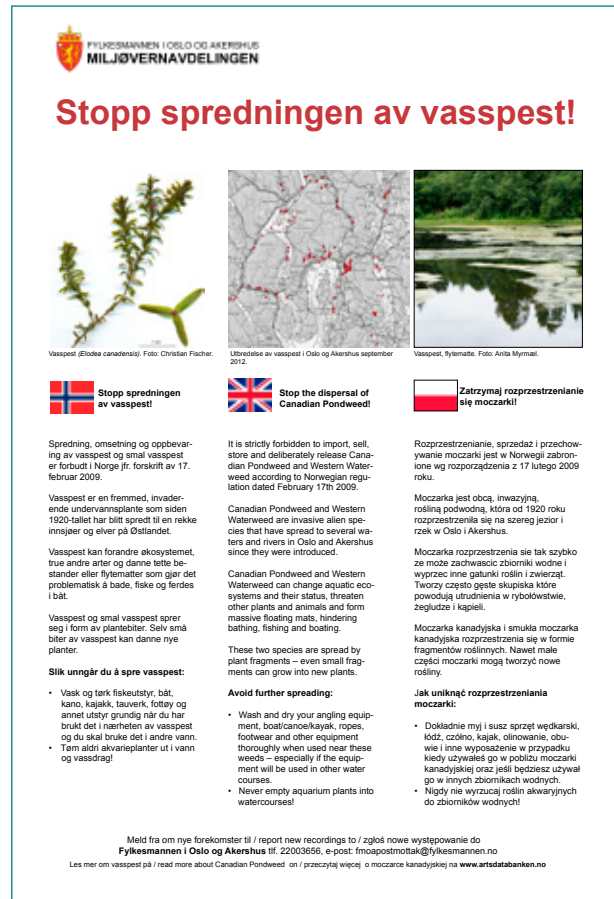 FYLKESMANNEN I OSLO OG AKERSHUS
MILJØVERNAVDELINGEN
Stopp spredningen av vasspest!
Vasspest (Elodea canadensis). Foto: Christian Fischer.
Utbredelse av vasspest i Oslo og Akershus september
2012.
Vasspest, flytematte. Foto: Anita Myrmæl.
Stopp spredningen
av vasspest!
Spredning, omsetning og oppbevar-
ing av vasspest og smal vasspest
er forbudt i Norge jfr. forskrift av 17.
februar 2009.
Vasspest er en fremmed, invader-
ende undervannsplante som siden
1920-tallet har blitt spredt til en rekke
innsjøer og elver på Østlandet.
Vasspest kan forandre økosystemet,
true andre arter og danne tette be-
stander eller flytematter som gjør det
problematisk å bade, fiske og ferdes
i båt.
Vasspest og smal vasspest sprer
seg i form av plantebiter. Selv små
biter av vasspest kan danne nye
planter.
Slik unngår du å spre vasspest:
• Vask og tørk fiskeutstyr, båt,
kano, kajakk, tauverk, fottøy og
annet utstyr grundig når du har
brukt det i nærheten av vasspest
og du skal bruke det i andre vann.
• Tøm aldri akvarieplanter ut i vann
og vassdrag!
Stop the dispersal of
Canadian Pondweed!
It is strictly forbidden to import, sell,
store and deliberately release Cana-
dian Pondweed and Western Water-
weed according to Norwegian regu-
lation dated February 17th 2009.
Canadian Pondweed and Western
Waterweed are invasive alien spe-
cies that have spread to several wa-
ters and rivers in Oslo and Akershus
since they were introduced.
Canadian Pondweed and Western
Waterweed can change aquatic eco-
systems and their status, threaten
other plants and animals and form
massive floating mats, hindering
bathing, fishing and boating.
These two species are spread by
plant fragments – even small frag-
ments can grow into new plants.
Avoid further spreading:
• Wash and dry your angling equip-
ment, boat/canoe/kayak, ropes,
footwear and other equipment
thoroughly when used near these
weeds – especially if the equip-
ment will be used in other water
courses.
• Never empty aquarium plants into
watercourses!
Zatrzymaj rozprzestrzenianie
się moczarki!
Rozprzestrzenianie, sprzedaż i przechow-
ywanie moczarki jest w Norwegii zabron-
ione wg rozporządzenia z 17 lutego 2009
roku.
Moczarka jest obcą, inwazyjną,
rośliną podwodną, która od 1920 roku
rozprzestrzeniła się na szereg jezior i
rzek w Oslo i Akershus.
Moczarka rozprzestrzenia sie tak szybko
ze może zachwascic zbiorniki wodne i
wyprzec inne gatunki roślin i zwierząt.
Tworzy często gęste skupiska które
powodują utrudnienia w rybołówstwie,
żegludze i kąpieli.
Moczarka kanadyjska i smukła moczarka
kanadyjska rozprzestrzenia się w formie
fragmentów roślinnych. Nawet małe
części moczarki mogą tworzyć nowe
rośliny.
Jak uniknąć rozprzestrzeniania
moczarki:
• Dokładnie myj i susz sprzęt wędkarski,
łódź, czółno, kajak, olinowanie, obu-
wie i inne wyposażenie w przypadku
kiedy używałeś go w pobliżu moczarki
kanadyjskiej oraz jeśli będziesz używał
go w innych zbiornikach wodnych.
• Nigdy nie wyrzucaj roślin akwaryjnych
do zbiorników wodnych!
Meld fra om nye forekomster til / report new recordings to / zgłoś nowe występowanie do
Fylkesmannen i Oslo og Akershus tlf. 22003656, e-post: fmoapostmottak@fylkesmannen.no
Les mer om vasspest på / read more about Canadian Pondweed on / przeczytaj więcej o moczarce kanadyjskiej na www.artsdatabanken.no